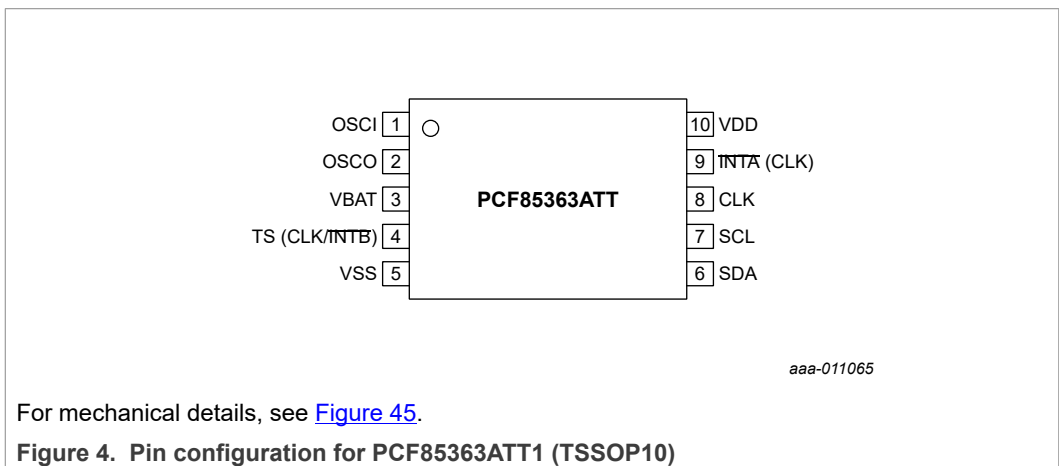 OSCI 1 10 VDD
OSCO 2 9 INTA (CLK)
VBAT 3 PCF85363ATT 8 CLK
TS (CLK/INTB) 4 7 SCL
VSS 5 6 SDA
aaa-011065
For mechanical details, see Figure 45.
Figure 4. Pin configuration for PCF85363ATT1 (TSSOP10)